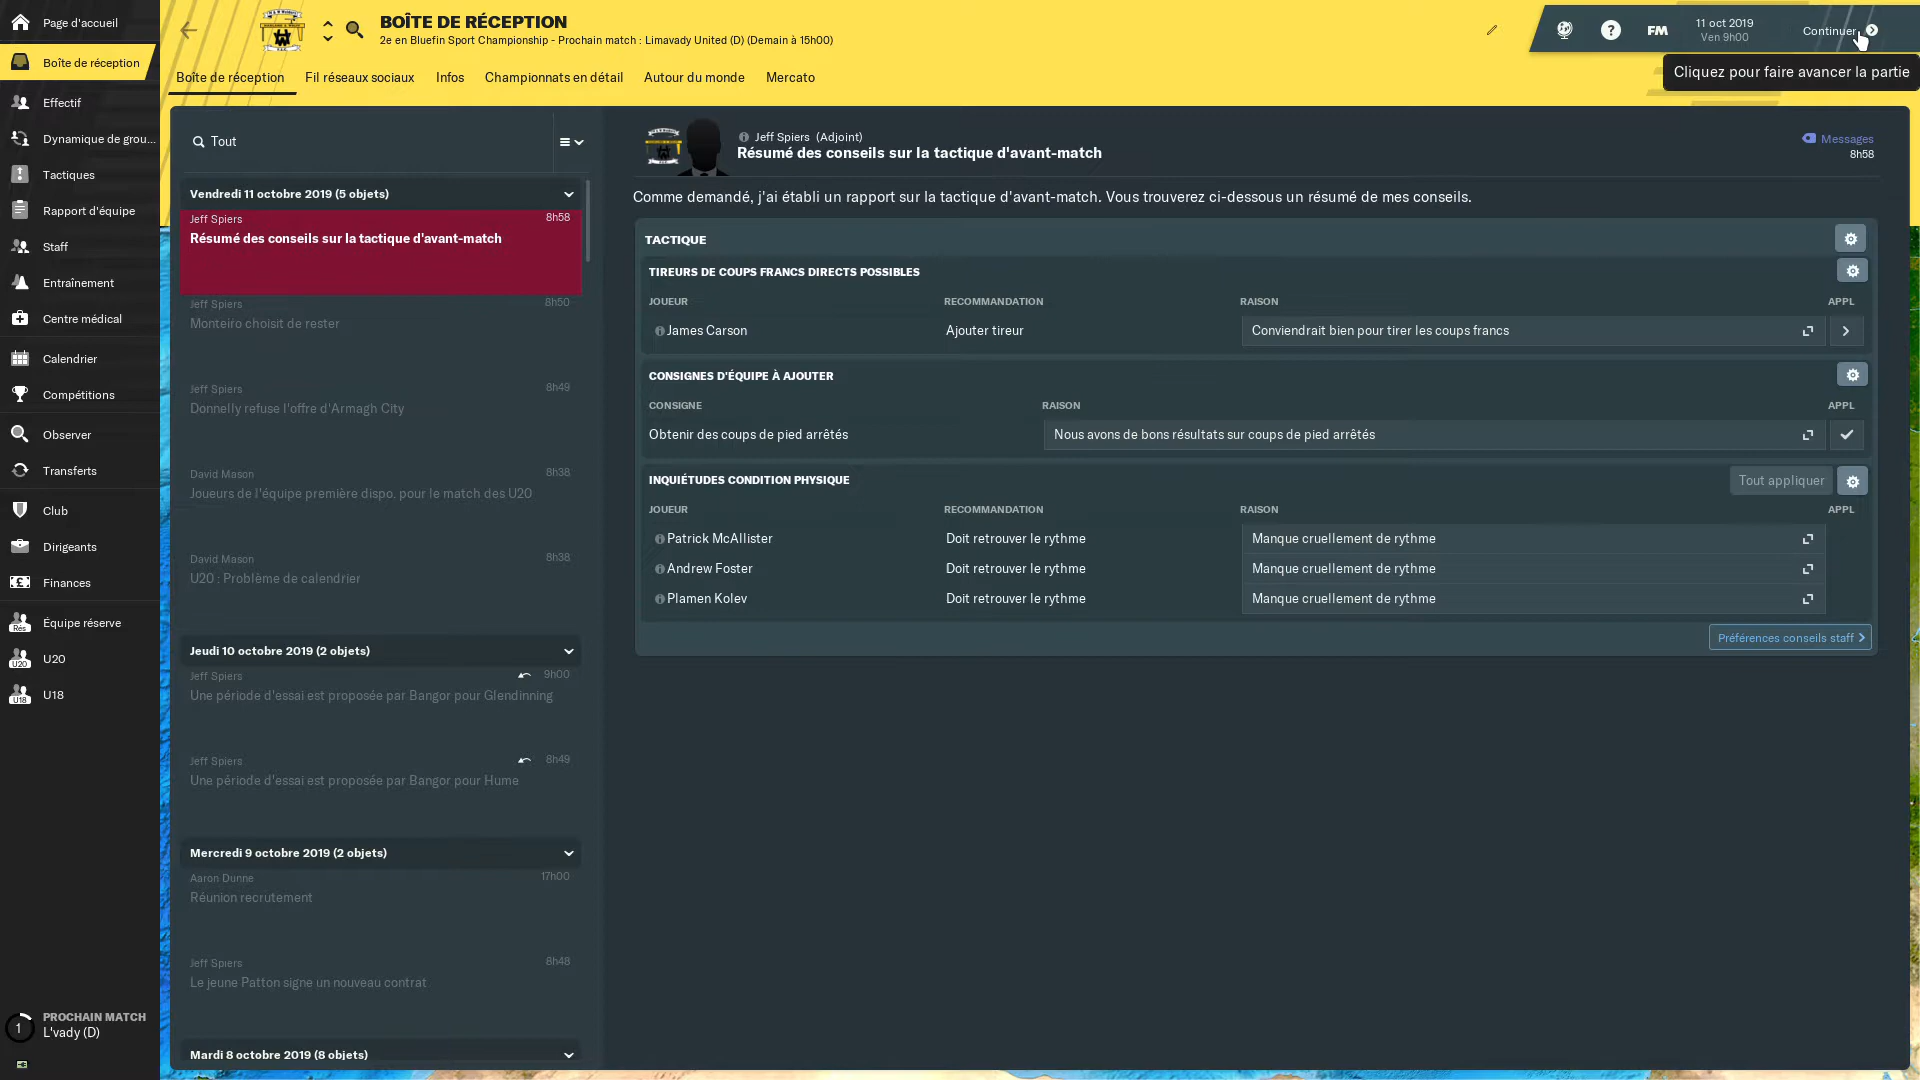 Page d'accueil
Boîte de réception
Effectif
Dynamique de grou...
Tactiques
Rapport d'équipe
Staff
Entraînement
Centre médical
Calendrier
Compétitions
Observer
Transferts
Club
Dirigeants
Finances
Rés
Équipe réserve
U20
U20
U18
U18
1
PROCHAIN MATCH
L'vady (D)
BOÎTE DE RÉCEPTION
2e en Bluefin Sport Championship - Prochain match : Limavady United (D) (Demain à 15h00)
?
FM
11 oct 2019
Ven 9h00
Continuer
Cliquez pour faire avancer la partie
Boîte de réception
Fil réseaux sociaux
Infos
Championnats en détail
Autour du monde
Mercato
Tout
Vendredi 11 octobre 2019 (5 objets)
Jeff Spiers 8h58
Résumé des conseils sur la tactique d'avant-match
Jeff Spiers 8h50
Monteiro choisit de rester
Jeff Spiers 8h49
Donnelly refuse l'offre d'Armagh City
David Mason 8h38
Joueurs de l'équipe première dispo. pour le match des U20
David Mason 8h38
U20 : Problème de calendrier
Jeudi 10 octobre 2019 (2 objets)
Jeff Spiers 9h00
Une période d'essai est proposée par Bangor pour Glendinning
Jeff Spiers 8h49
Une période d'essai est proposée par Bangor pour Hume
Mercredi 9 octobre 2019 (2 objets)
Aaron Dunne 17h00
Réunion recrutement
Jeff Spiers 8h48
Le jeune Patton signe un nouveau contrat
Mardi 8 octobre 2019 (8 objets)
Jeff Spiers (Adjoint)
Résumé des conseils sur la tactique d'avant-match
Messages
8h58
Comme demandé, j'ai établi un rapport sur la tactique d'avant-match. Vous trouverez ci-dessous un résumé de mes conseils.
TACTIQUE
TIREURS DE COUPS FRANCS DIRECTS POSSIBLES
JOUEUR RECOMMANDATION RAISON APPL
James Carson Ajouter tireur Conviendrait bien pour tirer les coups francs
CONSIGNES D'ÉQUIPE À AJOUTER
CONSIGNE RAISON APPL
Obtenir des coups de pied arrêtés Nous avons de bons résultats sur coups de pied arrêtés
INQUIÉTUDES CONDITION PHYSIQUE Tout appliquer
JOUEUR RECOMMANDATION RAISON APPL
Patrick McAllister Doit retrouver le rythme Manque cruellement de rythme
Andrew Foster Doit retrouver le rythme Manque cruellement de rythme
Plamen Kolev Doit retrouver le rythme Manque cruellement de rythme
Préférences conseils staff